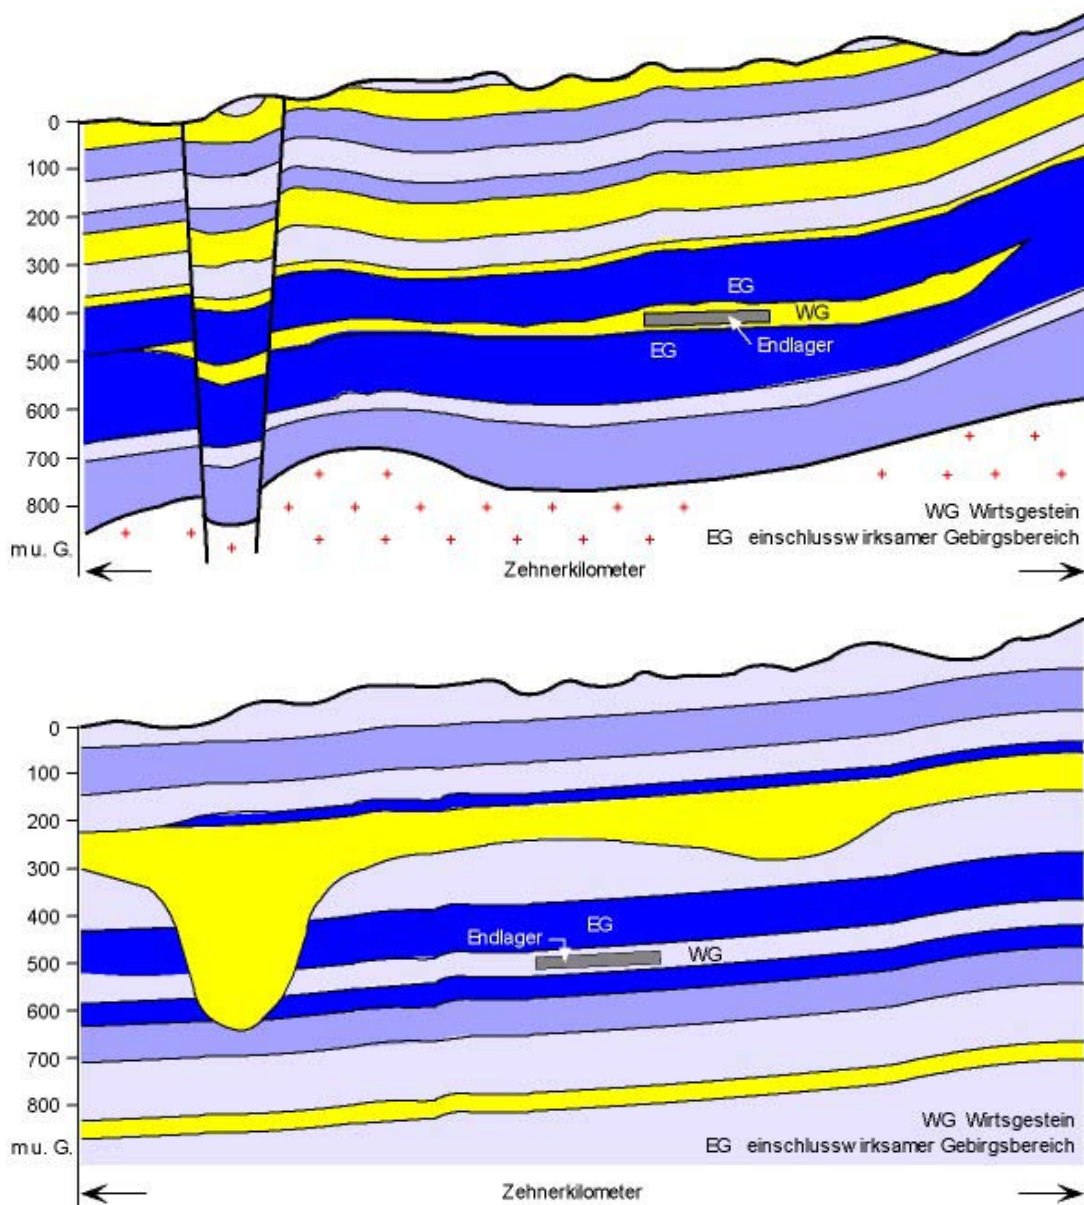 0
100
200
300
400
500
600
700
800
m u. G.
EG
WG
EG
Endlager
WG Wirtsgestein
EG einschlusswirksamer Gebirgsbereich
Zehnerkilometer
0
100
200
300
400
500
600
700
800
m u. G.
EG
Endlager
WG
WG Wirtsgestein
EG einschlusswirksamer Gebirgsbereich
Zehnerkilometer